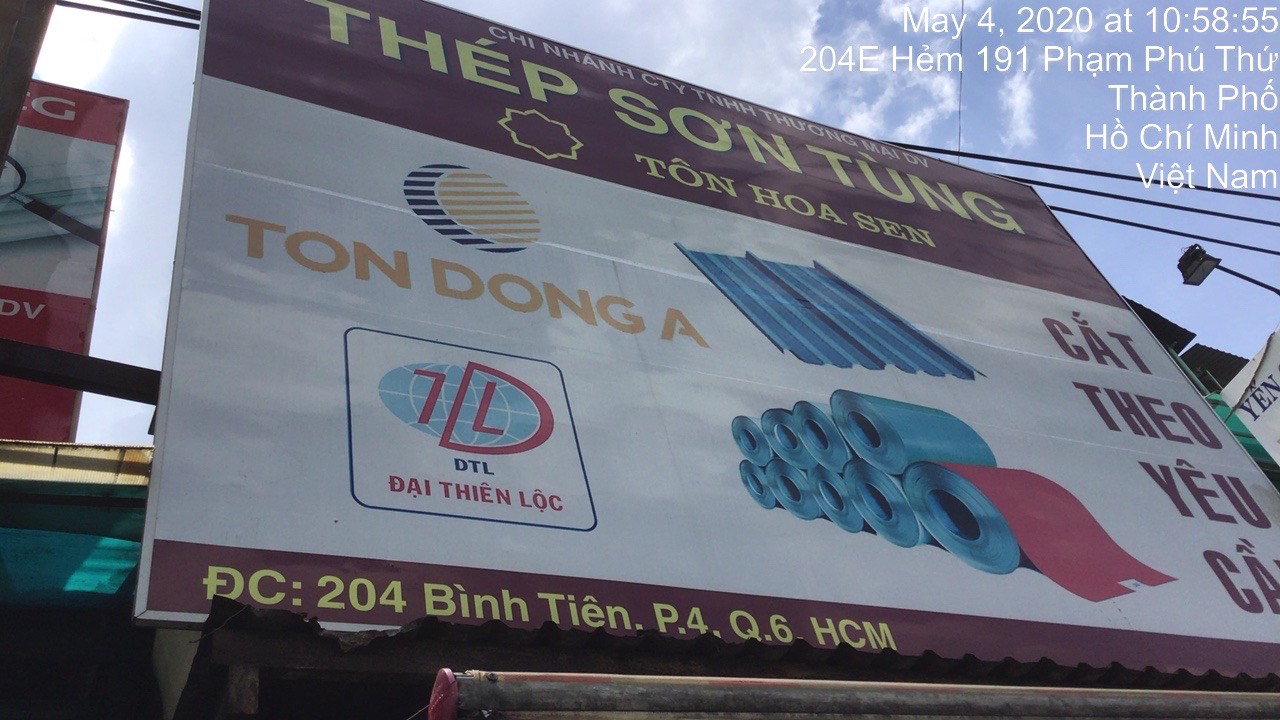 May 4, 2020 at 10:58:55
204E Hẻm 191 Phạm Phú Thứ
Thành Phố
Hồ Chí Minh
Việt Nam
CHI NHÁNH CTY TNHH THƯƠNG MẠI DV
THÉP SƠN TÙNG
TÔN HOA SEN
TON DONG A
DTL
ĐẠI THIÊN LỘC
CẮT
THEO
YÊU
ĐC: 204 Bình Tiên. P.4. Q.6. HCM
G
DV
YẾN